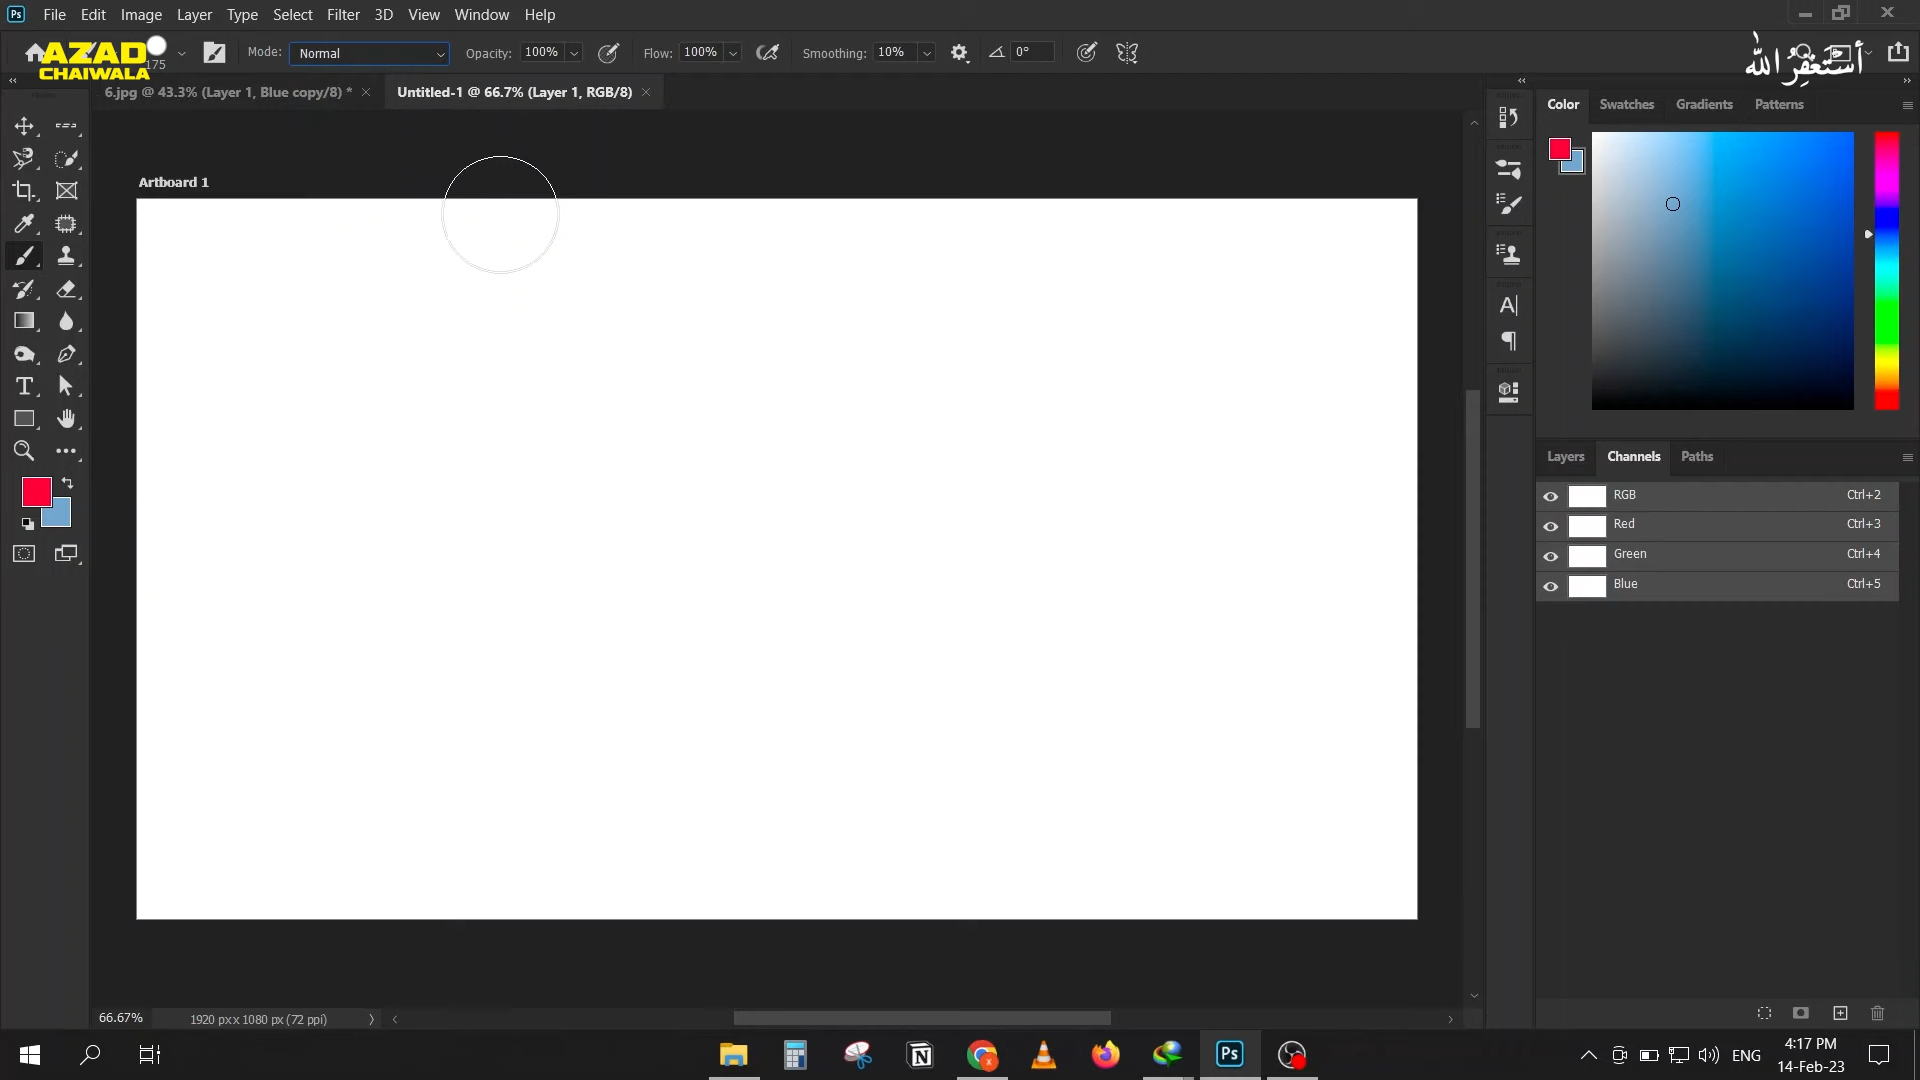 File Edit Image Layer Type Select Filter 3D View Window Help
AZAD
CHAIWALA
175
Mode: Normal Opacity: 100% Flow: 100% Smoothing: 10% 0°
أستغفر الله
6.jpg @ 43.3% (Layer 1, Blue copy/8) * Untitled-1 @ 66.7% (Layer 1, RGB/8)
Color Swatches Gradients Patterns
Artboard 1
Layers Channels Paths
RGB Ctrl+2
Red Ctrl+3
Green Ctrl+4
Blue Ctrl+5
66.67% 1920 px x 1080 px (72 ppi)
ENG
4:17 PM
14-Feb-23